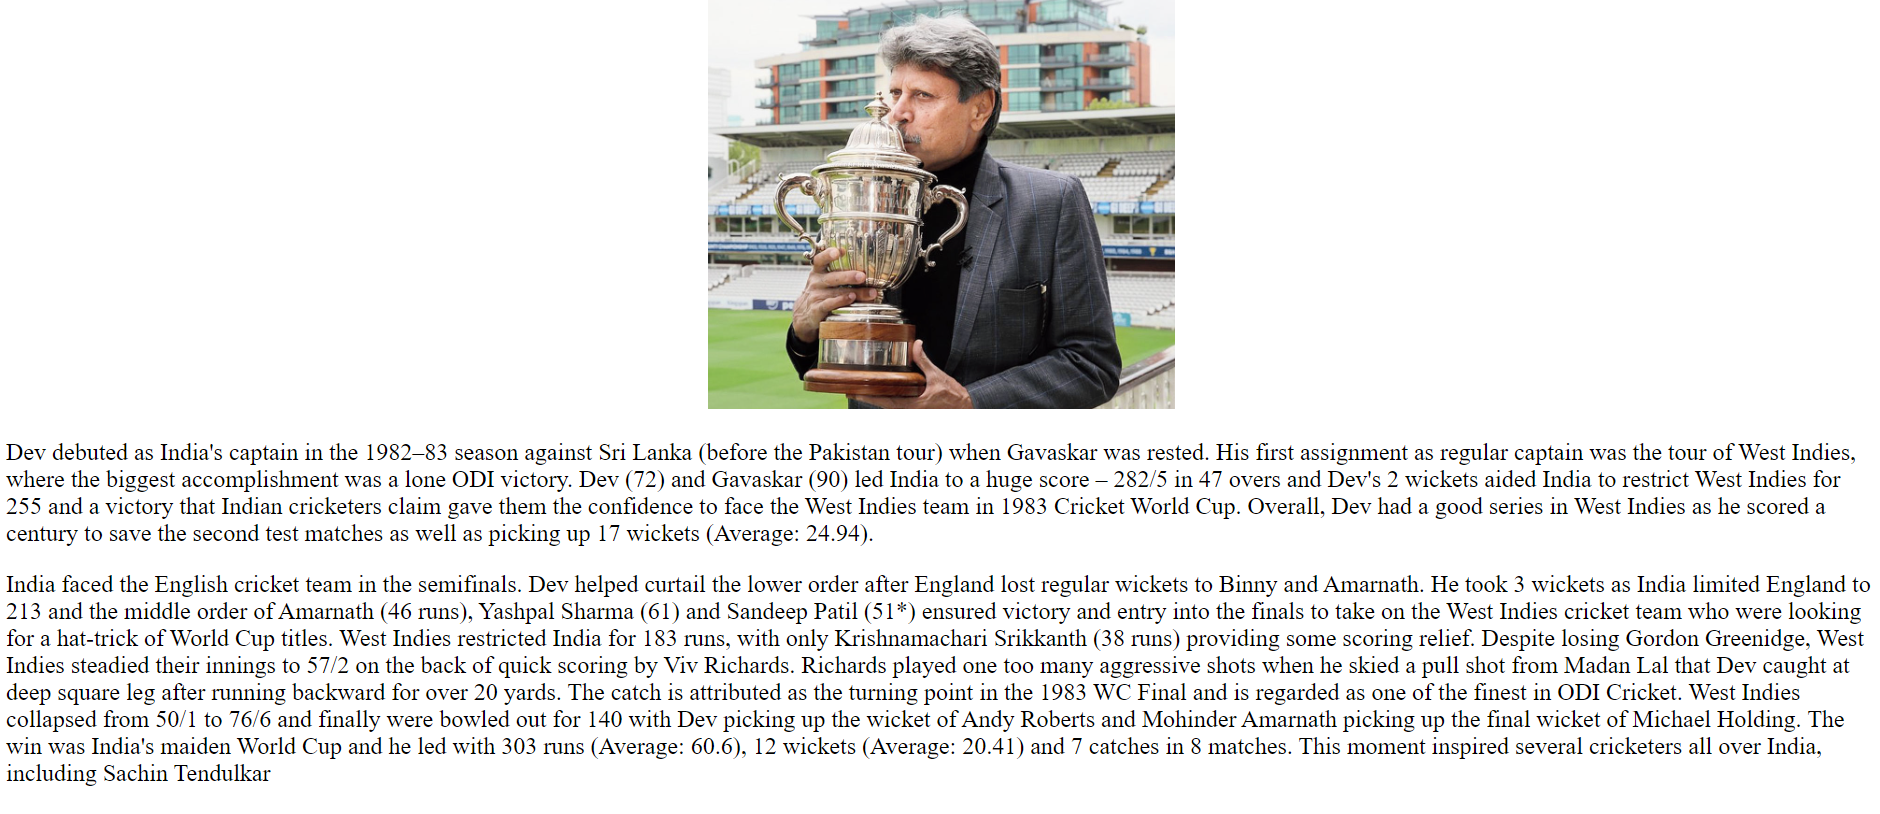 Dev debuted as India's captain in the 1982–83 season against Sri Lanka (before the Pakistan tour) when Gavaskar was rested. His first assignment as regular captain was the tour of West Indies,
where the biggest accomplishment was a lone ODI victory. Dev (72) and Gavaskar (90) led India to a huge score – 282/5 in 47 overs and Dev's 2 wickets aided India to restrict West Indies for
255 and a victory that Indian cricketers claim gave them the confidence to face the West Indies team in 1983 Cricket World Cup. Overall, Dev had a good series in West Indies as he scored a
century to save the second test matches as well as picking up 17 wickets (Average: 24.94).
India faced the English cricket team in the semifinals. Dev helped curtail the lower order after England lost regular wickets to Binny and Amarnath. He took 3 wickets as India limited England to
213 and the middle order of Amarnath (46 runs), Yashpal Sharma (61) and Sandeep Patil (51*) ensured victory and entry into the finals to take on the West Indies cricket team who were looking
for a hat-trick of World Cup titles. West Indies restricted India for 183 runs, with only Krishnamachari Srikkanth (38 runs) providing some scoring relief. Despite losing Gordon Greenidge, West
Indies steadied their innings to 57/2 on the back of quick scoring by Viv Richards. Richards played one too many aggressive shots when he skied a pull shot from Madan Lal that Dev caught at
deep square leg after running backward for over 20 yards. The catch is attributed as the turning point in the 1983 WC Final and is regarded as one of the finest in ODI Cricket. West Indies
collapsed from 50/1 to 76/6 and finally were bowled out for 140 with Dev picking up the wicket of Andy Roberts and Mohinder Amarnath picking up the final wicket of Michael Holding. The
win was India's maiden World Cup and he led with 303 runs (Average: 60.6), 12 wickets (Average: 20.41) and 7 catches in 8 matches. This moment inspired several cricketers all over India,
including Sachin Tendulkar